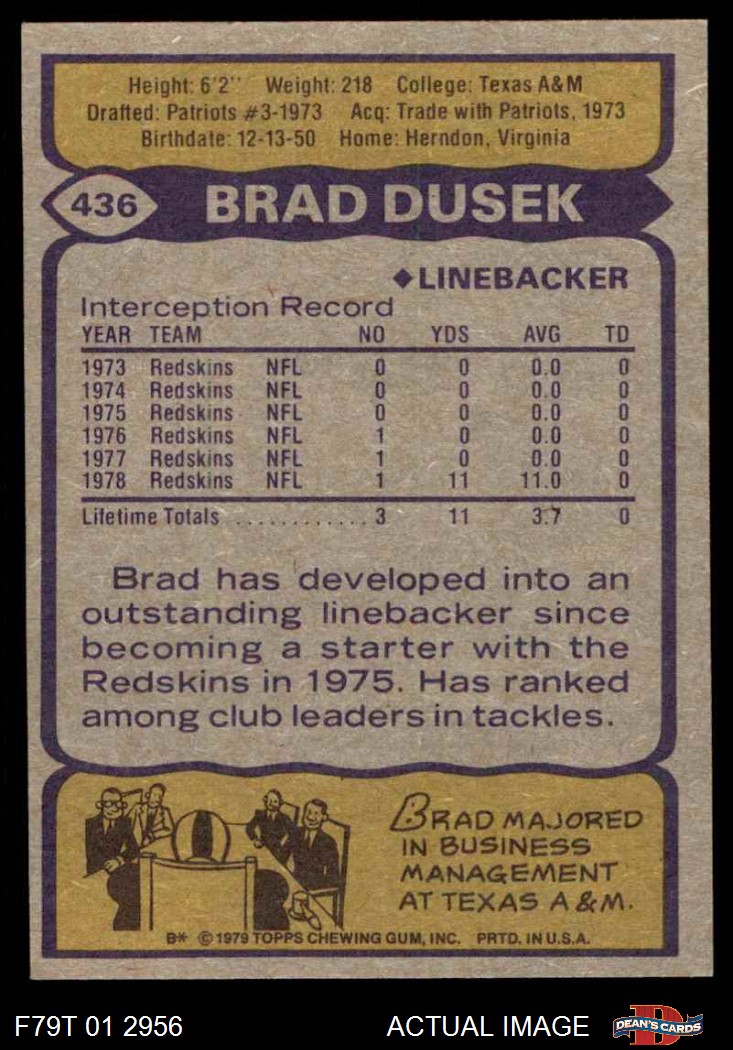 Height: 6'2" Weight: 218 College: Texas A&M
Drafted: Patriots #3-1973 Acq: Trade with Patriots, 1973
Birthdate: 12-13-50 Home: Herndon, Virginia
436 BRAD DUSEK
◆LINEBACKER
Interception Record
YEAR TEAM NO YDS AVG TD
1973 Redskins NFL 0 0 0.0 0
1974 Redskins NFL 0 0 0.0 0
1975 Redskins NFL 0 0 0.0 0
1976 Redskins NFL 1 0 0.0 0
1977 Redskins NFL 1 0 0.0 0
1978 Redskins NFL 1 11 11.0 0
Lifetime Totals ............ 3 11 3.7 0
Brad has developed into an
outstanding linebacker since
becoming a starter with the
Redskins in 1975. Has ranked
among club leaders in tackles.
BRAD MAJORED
IN BUSINESS
MANAGEMENT
AT TEXAS A&M.
B* © 1979 TOPPS CHEWING GUM, INC. PRTD. IN U.S.A.
F79T 01 2956 ACTUAL IMAGE D DEAN'S CARDS